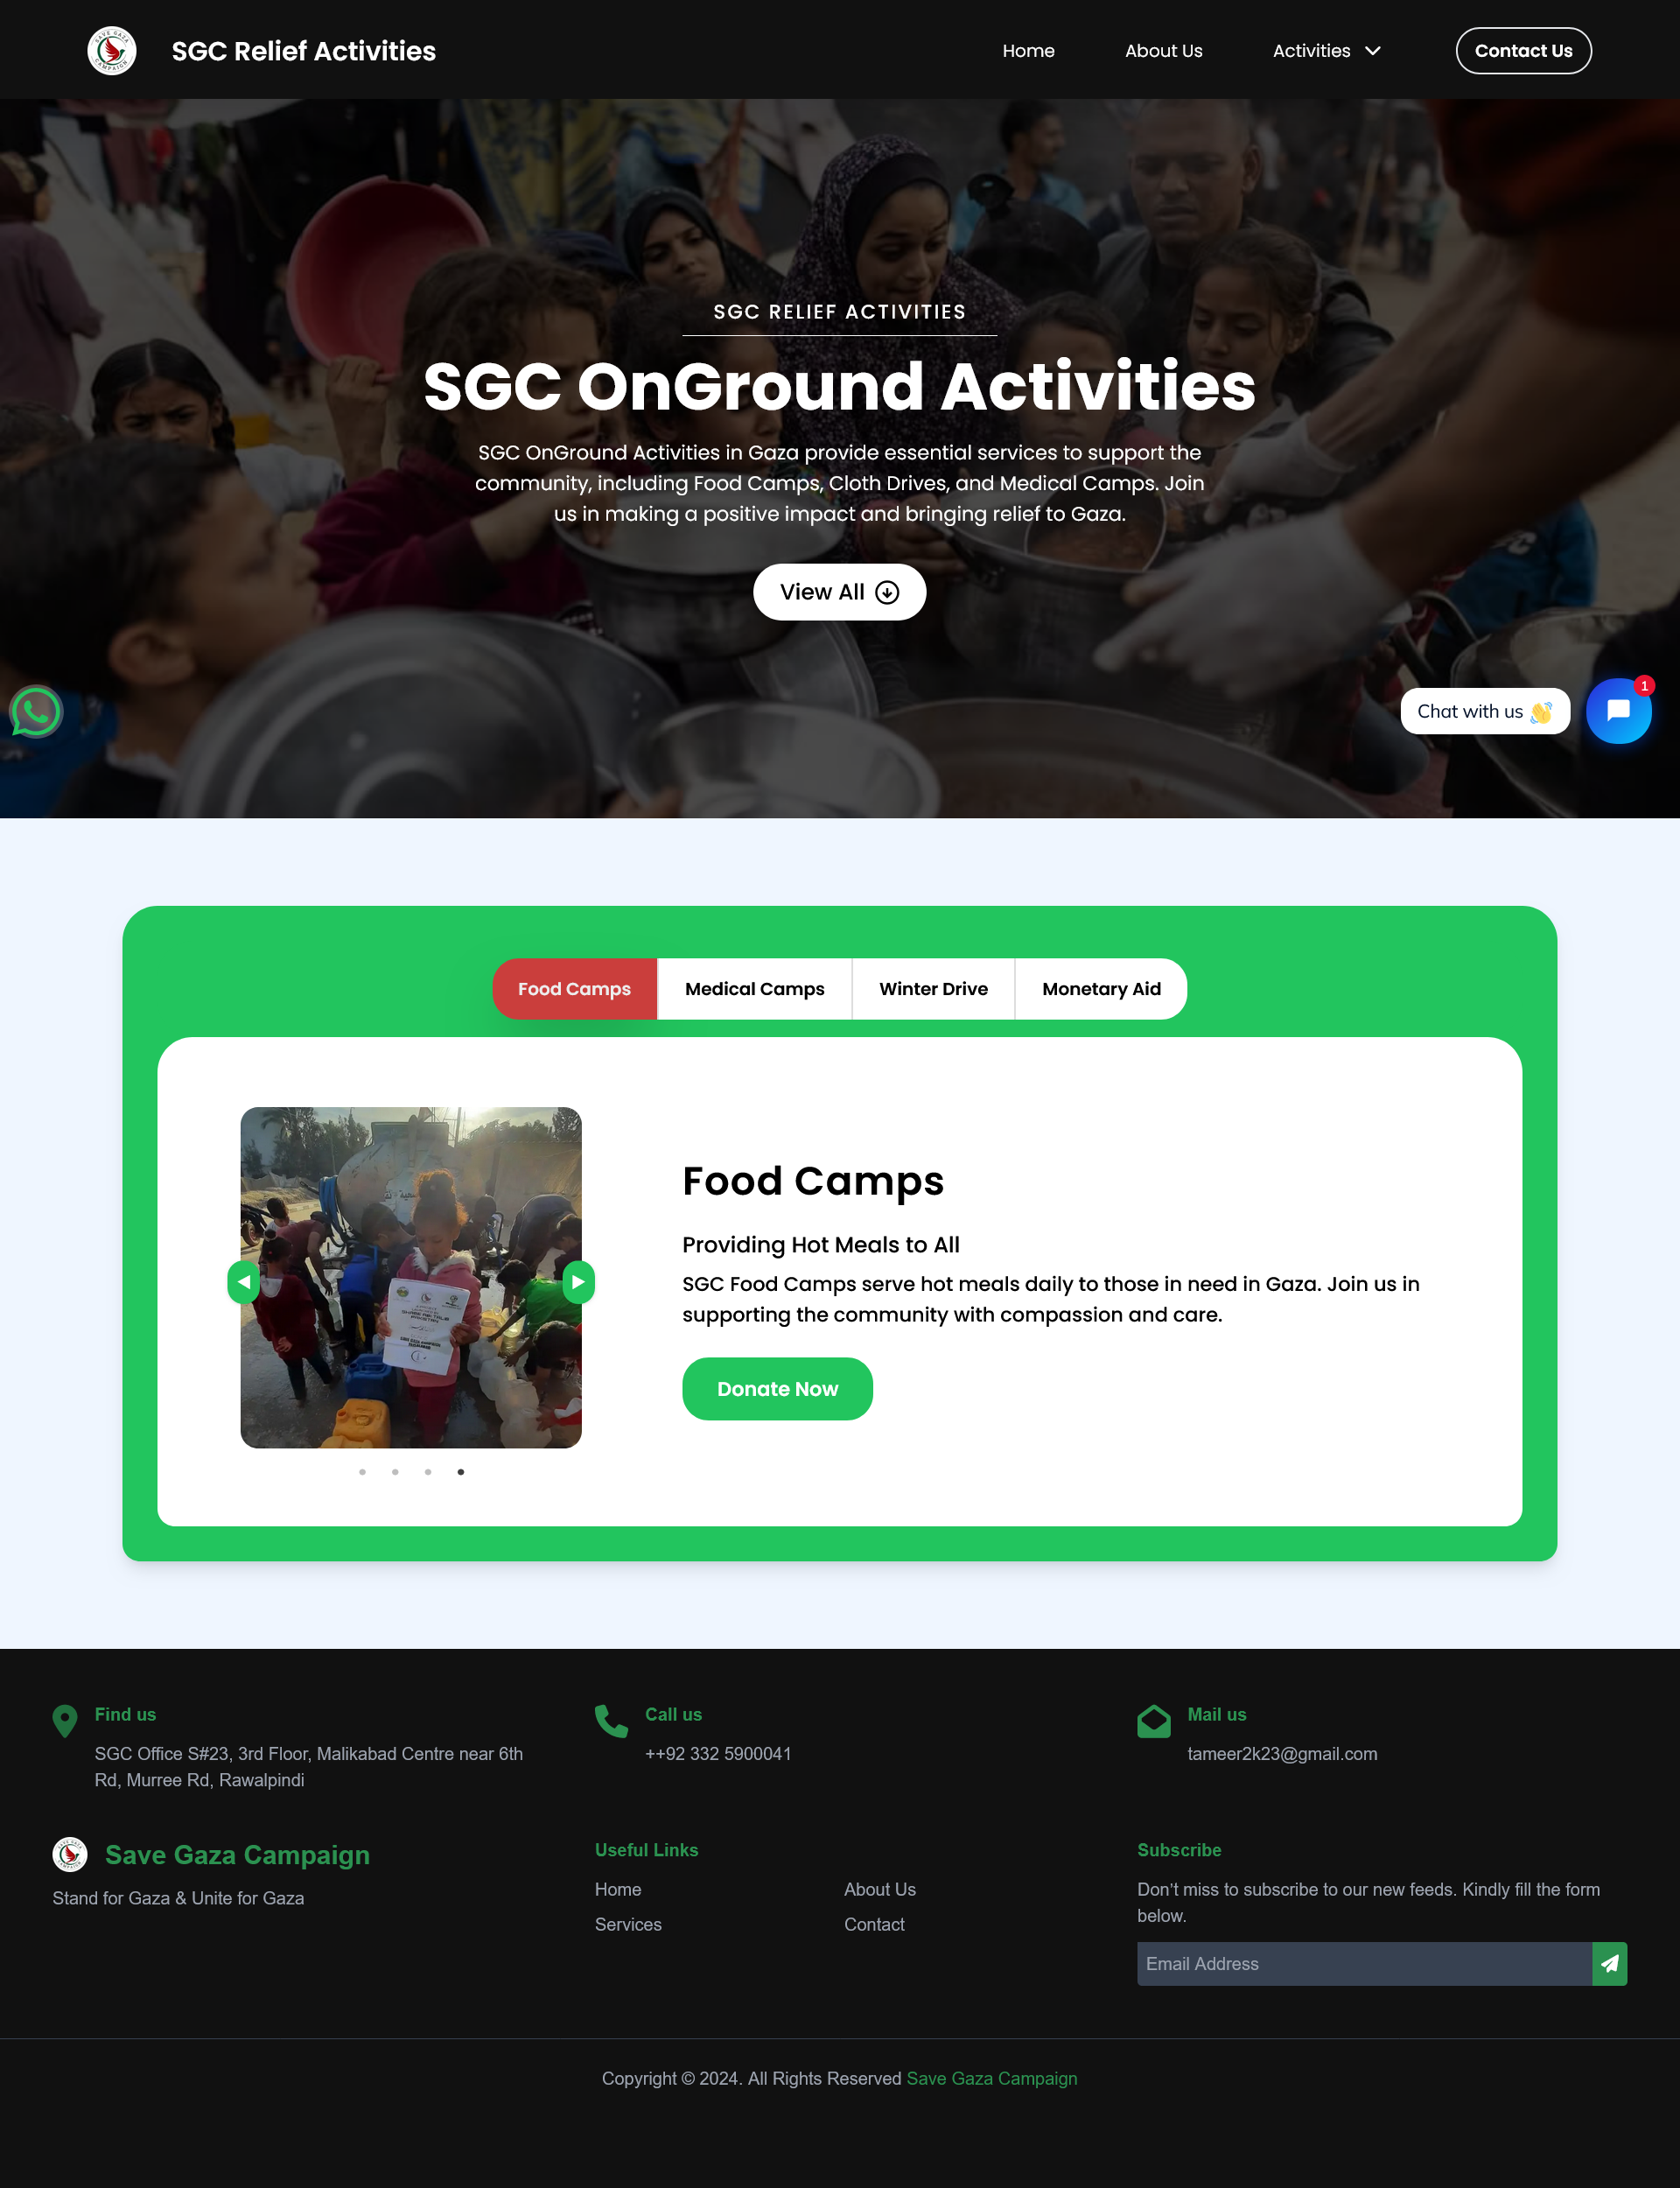 SAVE GAZA
CAMPAIGN
SGC Relief Activities
Home
About Us
Activities
Contact Us
SGC RELIEF ACTIVITIES
SGC OnGround Activities
SGC OnGround Activities in Gaza provide essential services to support the
community, including Food Camps, Cloth Drives, and Medical Camps. Join
us in making a positive impact and bringing relief to Gaza.
View All
Chat with us 👋
1
Food Camps
Medical Camps
Winter Drive
Monetary Aid
Food Camps
Providing Hot Meals to All
SGC Food Camps serve hot meals daily to those in need in Gaza. Join us in
supporting the community with compassion and care.
Donate Now
Find us
SGC Office S#23, 3rd Floor, Malikabad Centre near 6th
Rd, Murree Rd, Rawalpindi
Call us
++92 332 5900041
Mail us
tameer2k23@gmail.com
Save Gaza Campaign
Stand for Gaza & Unite for Gaza
Useful Links
Home
About Us
Services
Contact
Subscribe
Don't miss to subscribe to our new feeds. Kindly fill the form
below.
Email Address
Copyright © 2024. All Rights Reserved Save Gaza Campaign